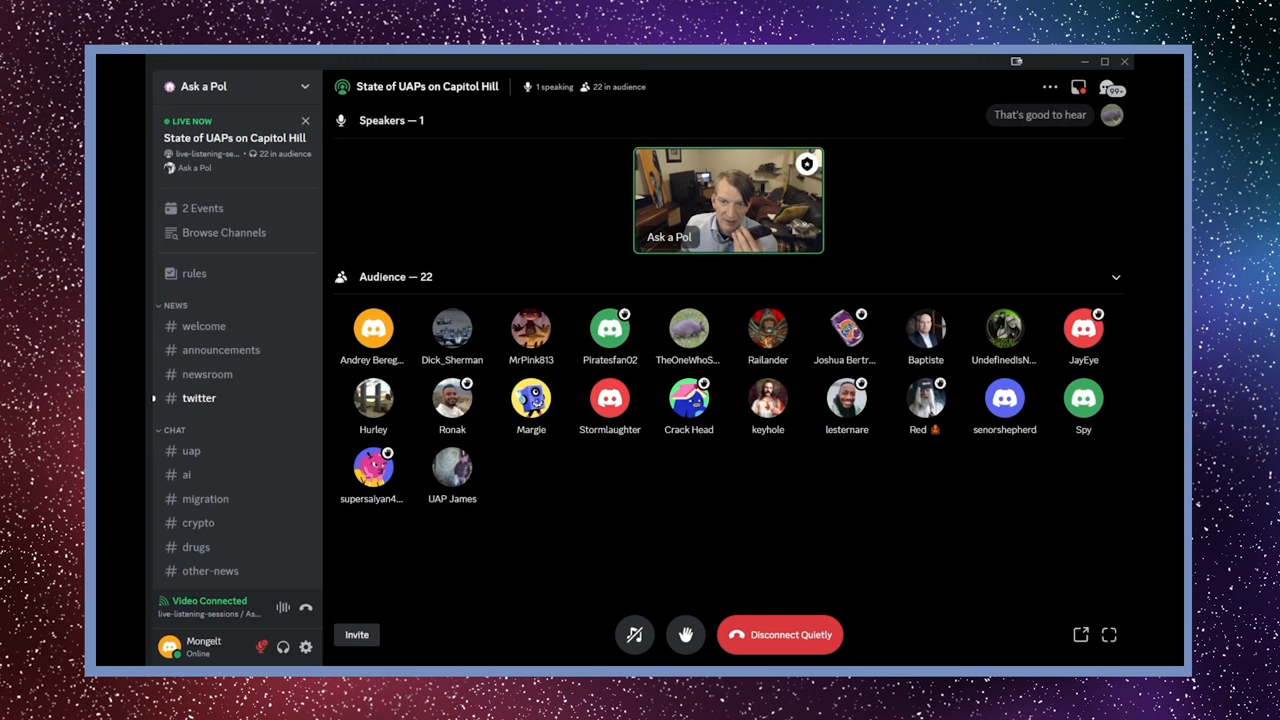 Ask a Pol
LIVE NOW
State of UAPs on Capitol Hill
live-listening-se... • 22 in audience
Ask a Pol
2 Events
Browse Channels
rules
NEWS
# welcome
# announcements
# newsroom
# twitter
CHAT
# uap
# ai
# migration
# crypto
# drugs
# other-news
Video Connected
live-listening-sessions / As...
Mongelt
Online
State of UAPs on Capitol Hill
1 speaking 22 in audience
99+
That's good to hear
Speakers — 1
Ask a Pol
Audience — 22
Andrey Bereg... Dick_Sherman MrPink813 Piratesfan02 TheOneWhoS... Railander Joshua Bertr... Baptiste UndefinedIsN... JayEye
Hurley Ronak Margie Stormlaughter Crack Head keyhole lesternare Red senorshepherd Spy
supersaiyan4... UAP James
Invite
Disconnect Quietly